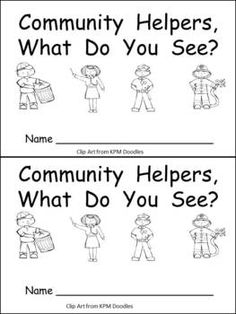 Community Helpers,
What Do You See?
Name
Clip Art from KPM Doodles
Community Helpers,
What Do You See?
Name
Clip Art from KPM Doodles